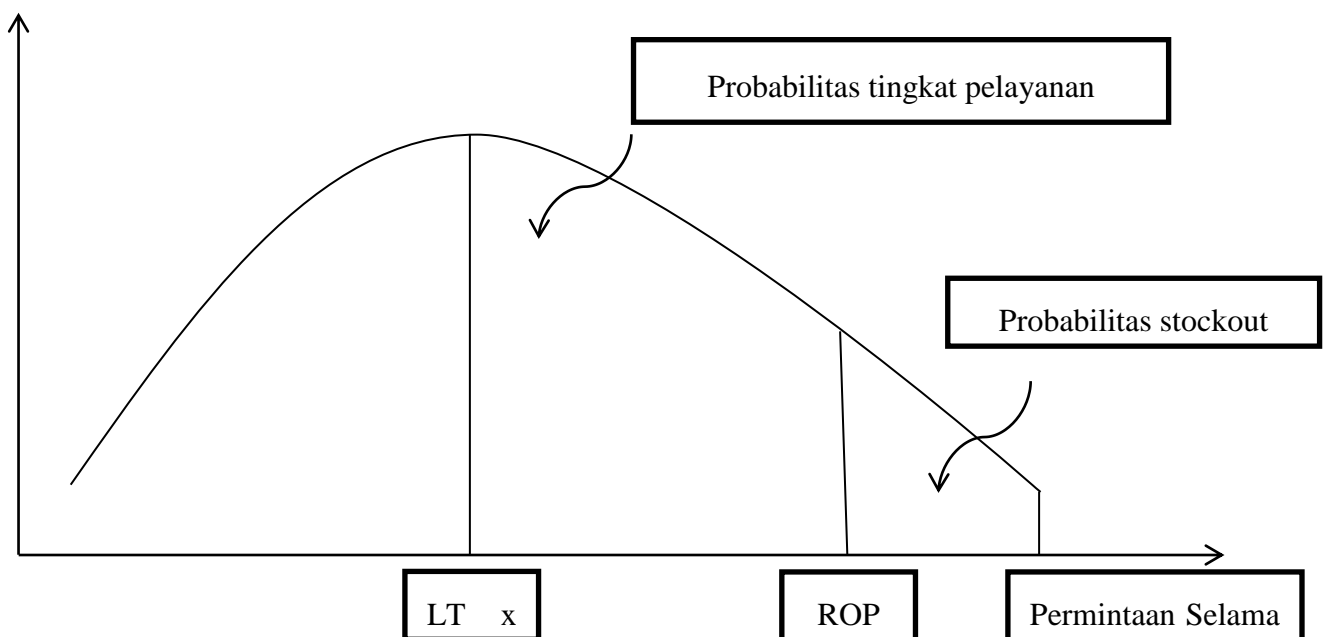 Probabilitas tingkat pelayanan
Probabilitas stockout
LT x
ROP
Permintaan Selama